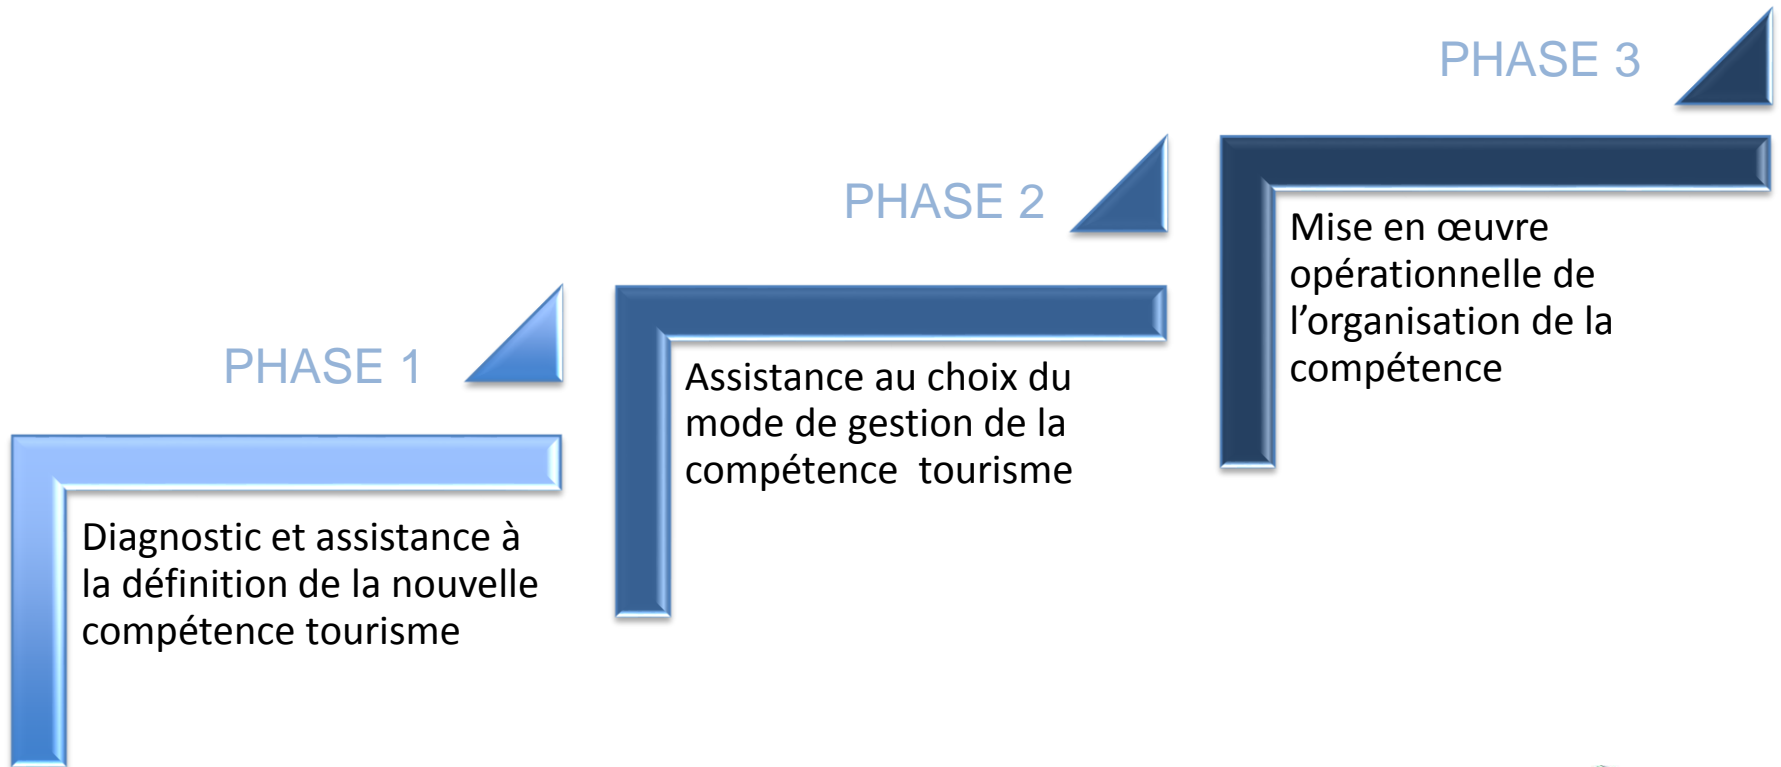 PHASE 1
Diagnostic et assistance à
la définition de la nouvelle
compétence tourisme
PHASE 2
Assistance au choix du
mode de gestion de la
compétence  tourisme
PHASE 3
Mise en œuvre
opérationnelle de
l’organisation de la
compétence